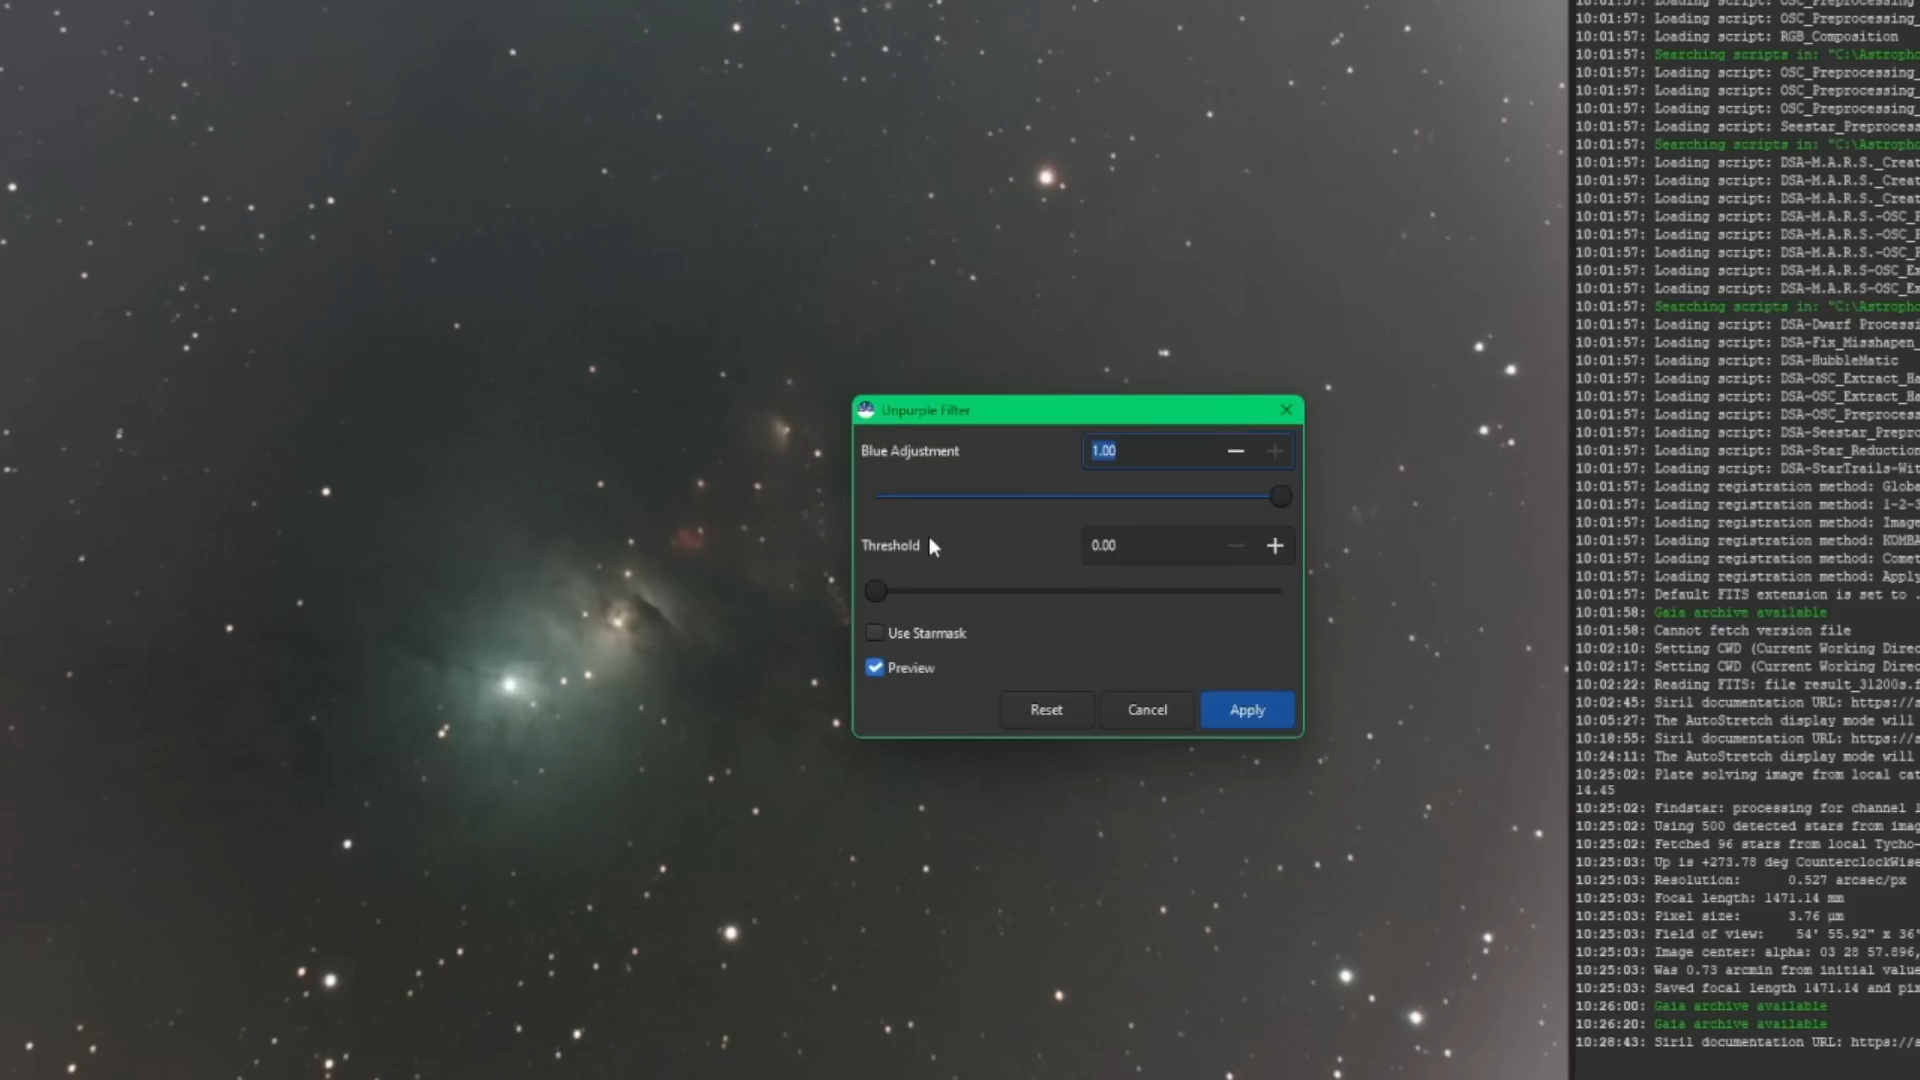 Unpurple Filter
Blue Adjustment
1.00
Threshold
0.00
Use Starmask
Preview
Reset
Cancel
Apply
10:01:57: Loading script: OSC_Preprocessing_
10:01:57: Loading script: OSC_Preprocessing_
10:01:57: Loading script: RGB_Composition
10:01:57: Searching scripts in: "C:\Astropho
10:01:57: Loading script: OSC_Preprocessing_
10:01:57: Loading script: OSC_Preprocessing_
10:01:57: Loading script: OSC_Preprocessing_
10:01:57: Loading script: Seestar_Preprocess
10:01:57: Searching scripts in: "C:\Astropho
10:01:57: Loading script: DSA-M.A.R.S._Creat
10:01:57: Loading script: DSA-M.A.R.S._Creat
10:01:57: Loading script: DSA-M.A.R.S._Creat
10:01:57: Loading script: DSA-M.A.R.S.-OSC_
10:01:57: Loading script: DSA-M.A.R.S.-OSC_
10:01:57: Loading script: DSA-M.A.R.S.-OSC_
10:01:57: Loading script: DSA-M.A.R.S-OSC_Ex
10:01:57: Loading script: DSA-M.A.R.S-OSC_Ex
10:01:57: Searching scripts in: "C:\Astropho
10:01:57: Loading script: DSA-Dwarf Processi
10:01:57: Loading script: DSA-Fix_Misshapen_
10:01:57: Loading script: DSA-HubbleMatic
10:01:57: Loading script: DSA-OSC_Extract_Ha
10:01:57: Loading script: DSA-OSC_Extract_Ha
10:01:57: Loading script: DSA-OSC_Preprocess
10:01:57: Loading script: DSA-Seestar_Prepro
10:01:57: Loading script: DSA-Star_Reduction
10:01:57: Loading script: DSA-StarTrails-Wit
10:01:57: Loading registration method: Globa
10:01:57: Loading registration method: 1-2-3
10:01:57: Loading registration method: Image
10:01:57: Loading registration method: KOMBA
10:01:57: Loading registration method: Comet
10:01:57: Loading registration method: Apply
10:01:57: Default FITS extension is set to .
10:01:58: Gaia archive available
10:01:58: Cannot fetch version file
10:02:10: Setting CWD (Current Working Direc
10:02:17: Setting CWD (Current Working Direc
10:02:22: Reading FITS: file result_31200s.f
10:02:45: Siril documentation URL: https://s
10:05:27: The AutoStretch display mode will
10:18:55: Siril documentation URL: https://s
10:24:11: The AutoStretch display mode will
10:25:02: Plate solving image from local cat
14.45
10:25:02: Findstar: processing for channel 1
10:25:02: Using 500 detected stars from imag
10:25:02: Fetched 96 stars from local Tycho-
10:25:03: Up is +273.78 deg CounterclockWise
10:25:03: Resolution: 0.527 arcsec/px
10:25:03: Focal length: 1471.14 mm
10:25:03: Pixel size: 3.76 µm
10:25:03: Field of view: 54' 55.92" x 36'
10:25:03: Image center: alpha: 03 28 57.896,
10:25:03: Was 0.73 arcmin from initial value
10:25:03: Saved focal length 1471.14 and pix
10:26:00: Gaia archive available
10:26:20: Gaia archive available
10:28:43: Siril documentation URL: https://s